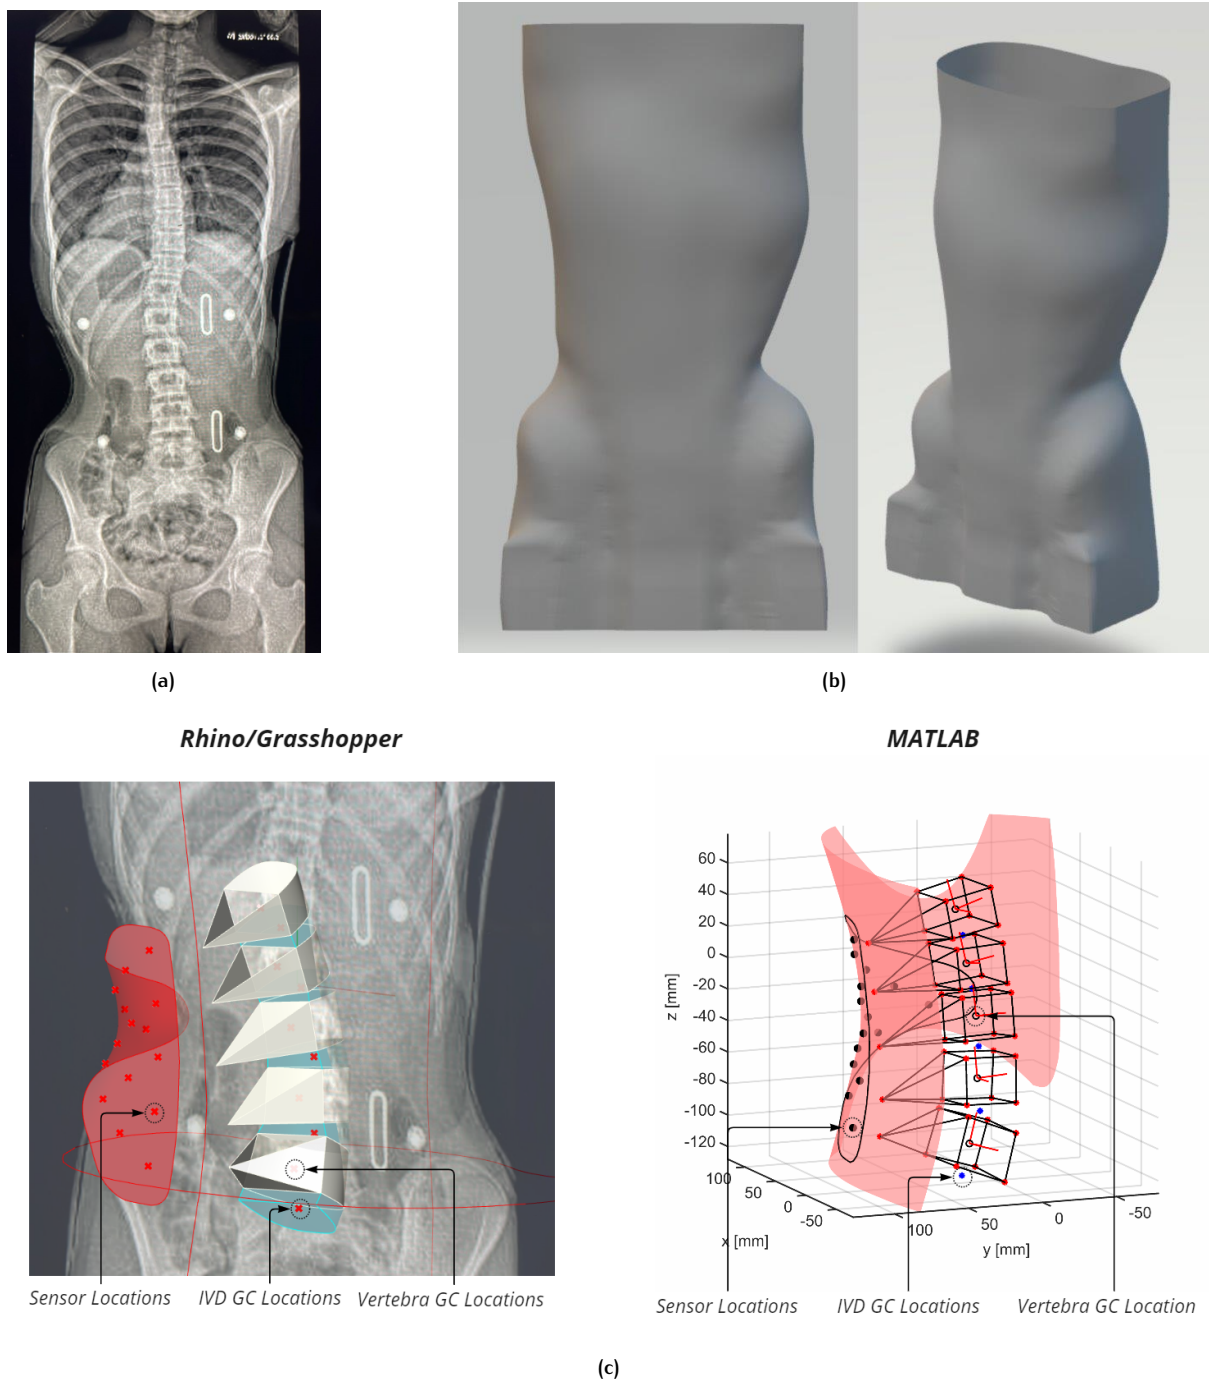 (a)
(b)
Rhino/Grasshopper
MATLAB
Sensor Locations
IVD GC Locations
Vertebra GC Locations
60
40
20
0
-20
-40
-60
-80
-100
-120
z [mm]
100
50
0
-50
x [mm]
100
50
0
-50
y [mm]
Sensor Locations
IVD GC Locations
Vertebra GC Location
(c)